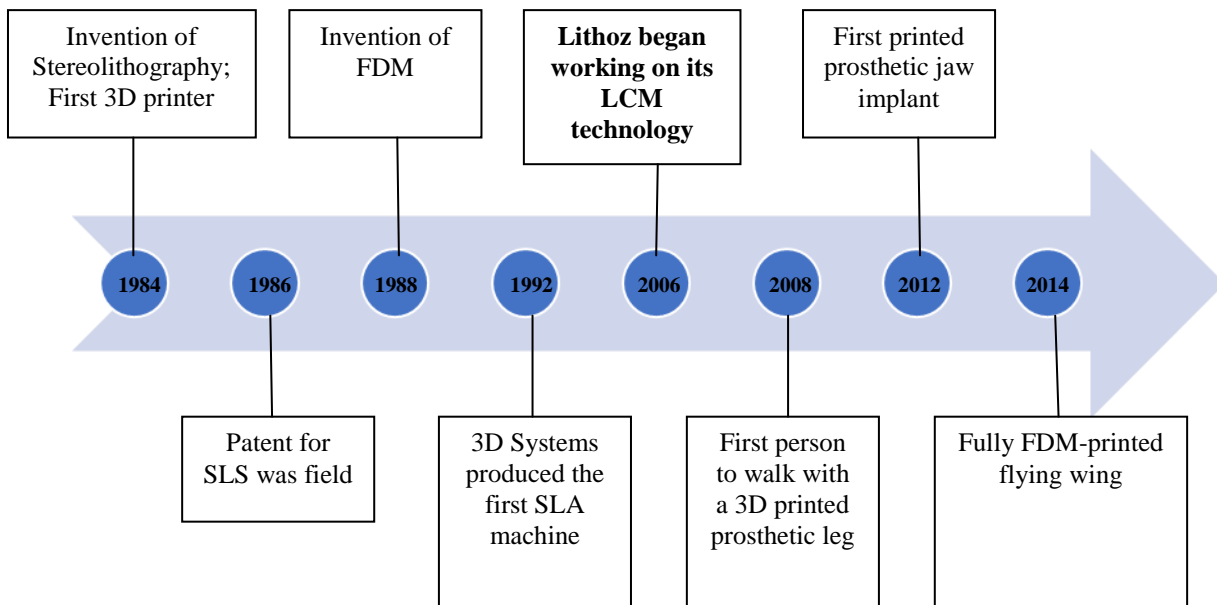 Invention of
Stereolithography;
First 3D printer
Invention of
FDM
Lithoz began
working on its
LCM
technology
First printed
prosthetic jaw
implant
1984
1986
1988
1992
2006
2008
2012
2014
Patent for
SLS was field
3D Systems
produced the
first SLA
machine
First person
to walk with
a 3D printed
prosthetic leg
Fully FDM-printed
flying wing